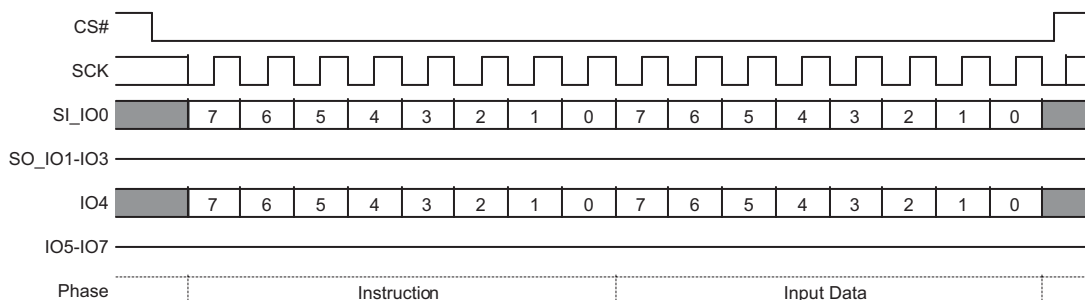 CS#
SCK
SI_IO0 7 6 5 4 3 2 1 0 7 6 5 4 3 2 1 0
SO_IO1-IO3
IO4 7 6 5 4 3 2 1 0 7 6 5 4 3 2 1 0
IO5-IO7
Phase Instruction Input Data